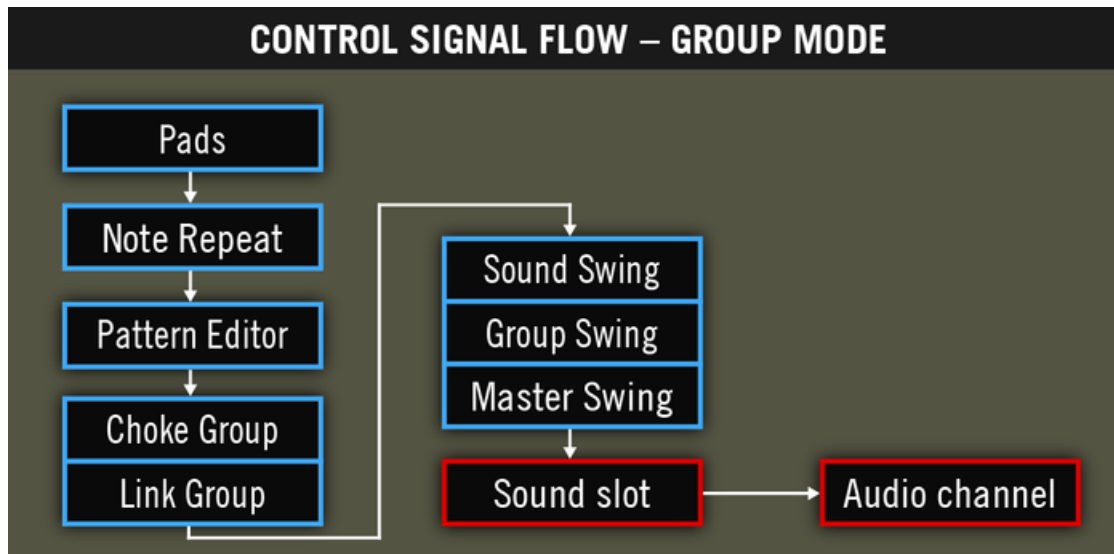 CONTROL SIGNAL FLOW – GROUP MODE
Pads
Note Repeat
Pattern Editor
Choke Group
Link Group
Sound Swing
Group Swing
Master Swing
Sound slot
Audio channel